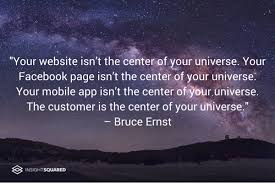 "Your website isn't the center of your universe. Your
Facebook page isn't the center of your universe.
Your mobile app isn't the center of your universe.
The customer is the center of your universe."
– Bruce Ernst
INSIGHTSQUARED